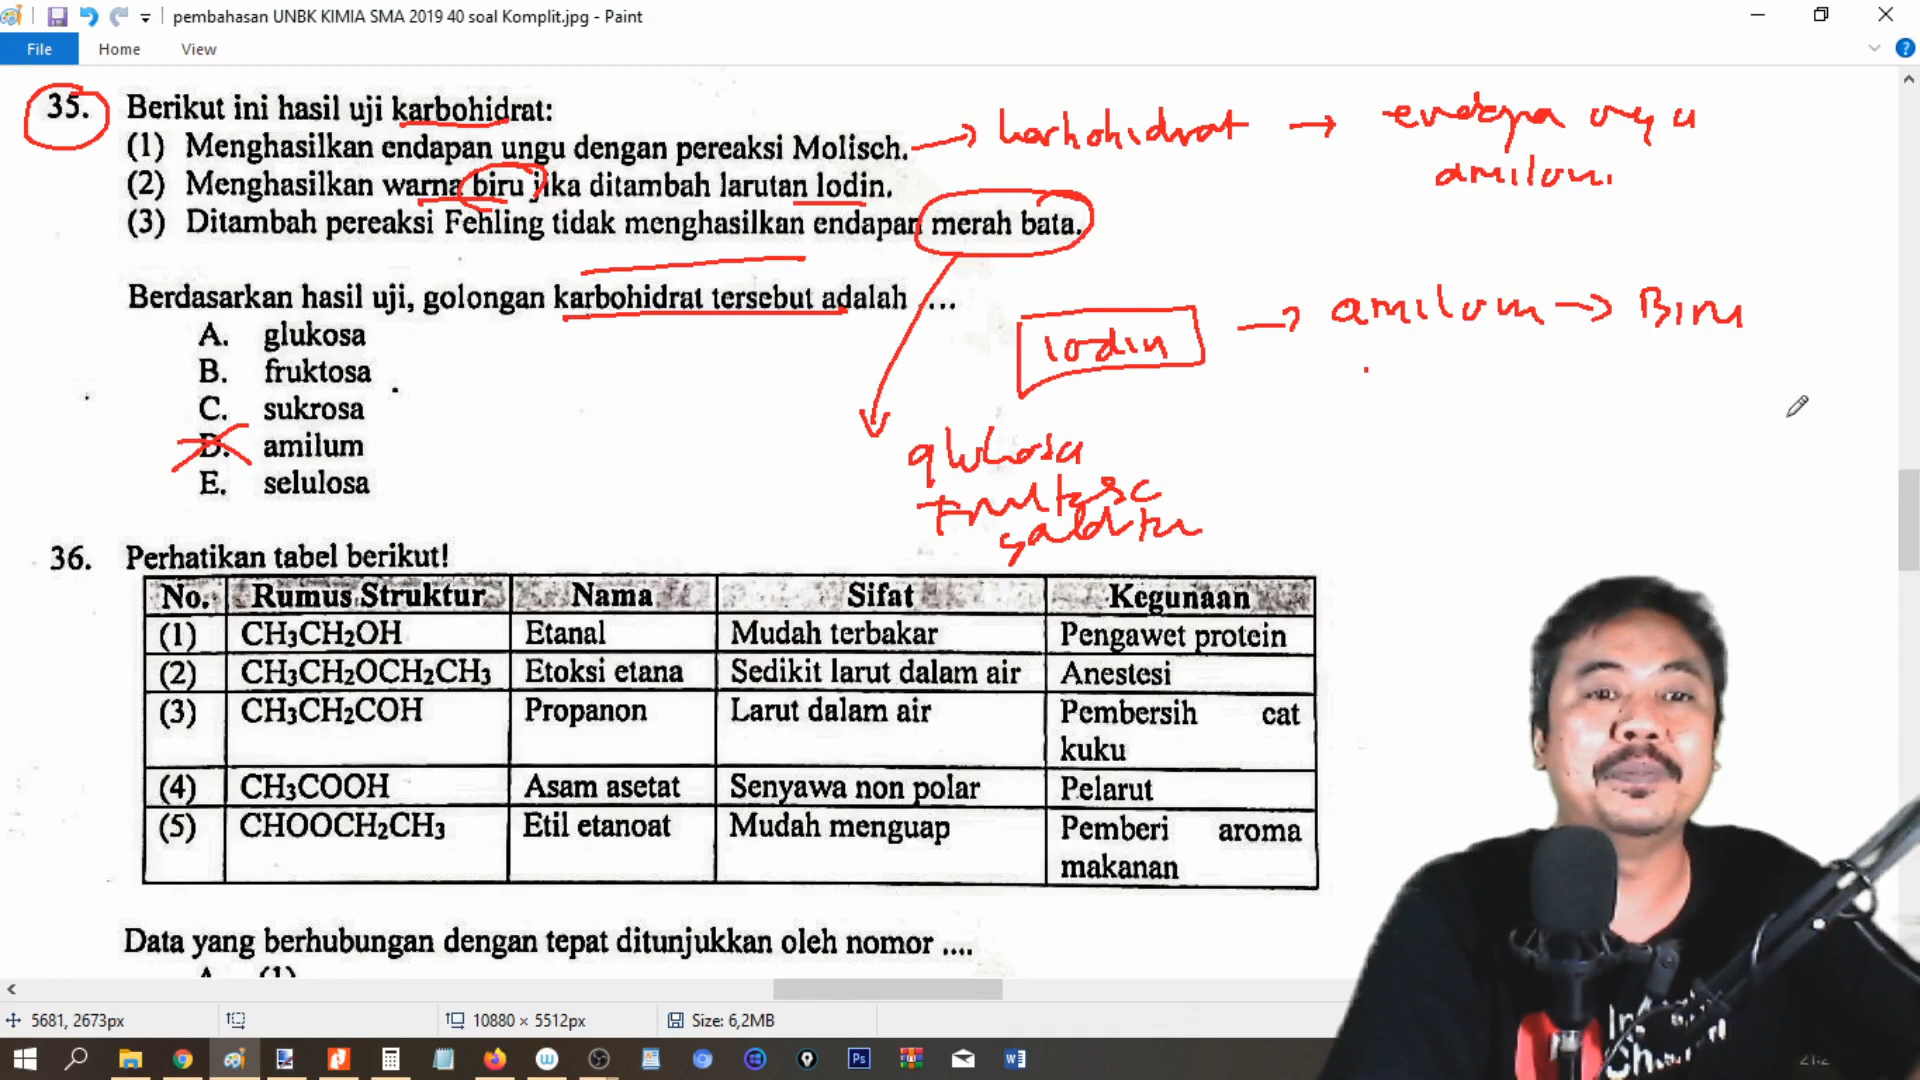 pembahasan UNBK KIMIA SMA 2019 40 soal Komplit.jpg - Paint
File Home View
35. Berikut ini hasil uji karbohidrat:
(1) Menghasilkan endapan ungu dengan pereaksi Molisch.
karbohidrat → endapan ungu
amilum
(2) Menghasilkan warna biru jika ditambah larutan Iodin.
(3) Ditambah pereaksi Fehling tidak menghasilkan endapan merah bata.
Berdasarkan hasil uji, golongan karbohidrat tersebut adalah ....
iodin → amilum → Biru
A. glukosa
B. fruktosa
C. sukrosa
D. amilum
E. selulosa
glukosa
36. Perhatikan tabel berikut!
No. Rumus Struktur Nama Sifat Kegunaan
(1) CH₃CH₂OH Etanal Mudah terbakar Pengawet protein
(2) CH₃CH₂OCH₂CH₃ Etoksi etana Sedikit larut dalam air Anestesi
(3) CH₃CH₂COH Propanon Larut dalam air Pembersih cat
kuku
(4) CH₃COOH Asam asetat Senyawa non polar Pelarut
(5) CHOOCH₂CH₃ Etil etanoat Mudah menguap Pemberi aroma
makanan
Data yang berhubungan dengan tepat ditunjukkan oleh nomor ....
A. (1)
5681, 2673px 10880 × 5512px Size: 6,2MB